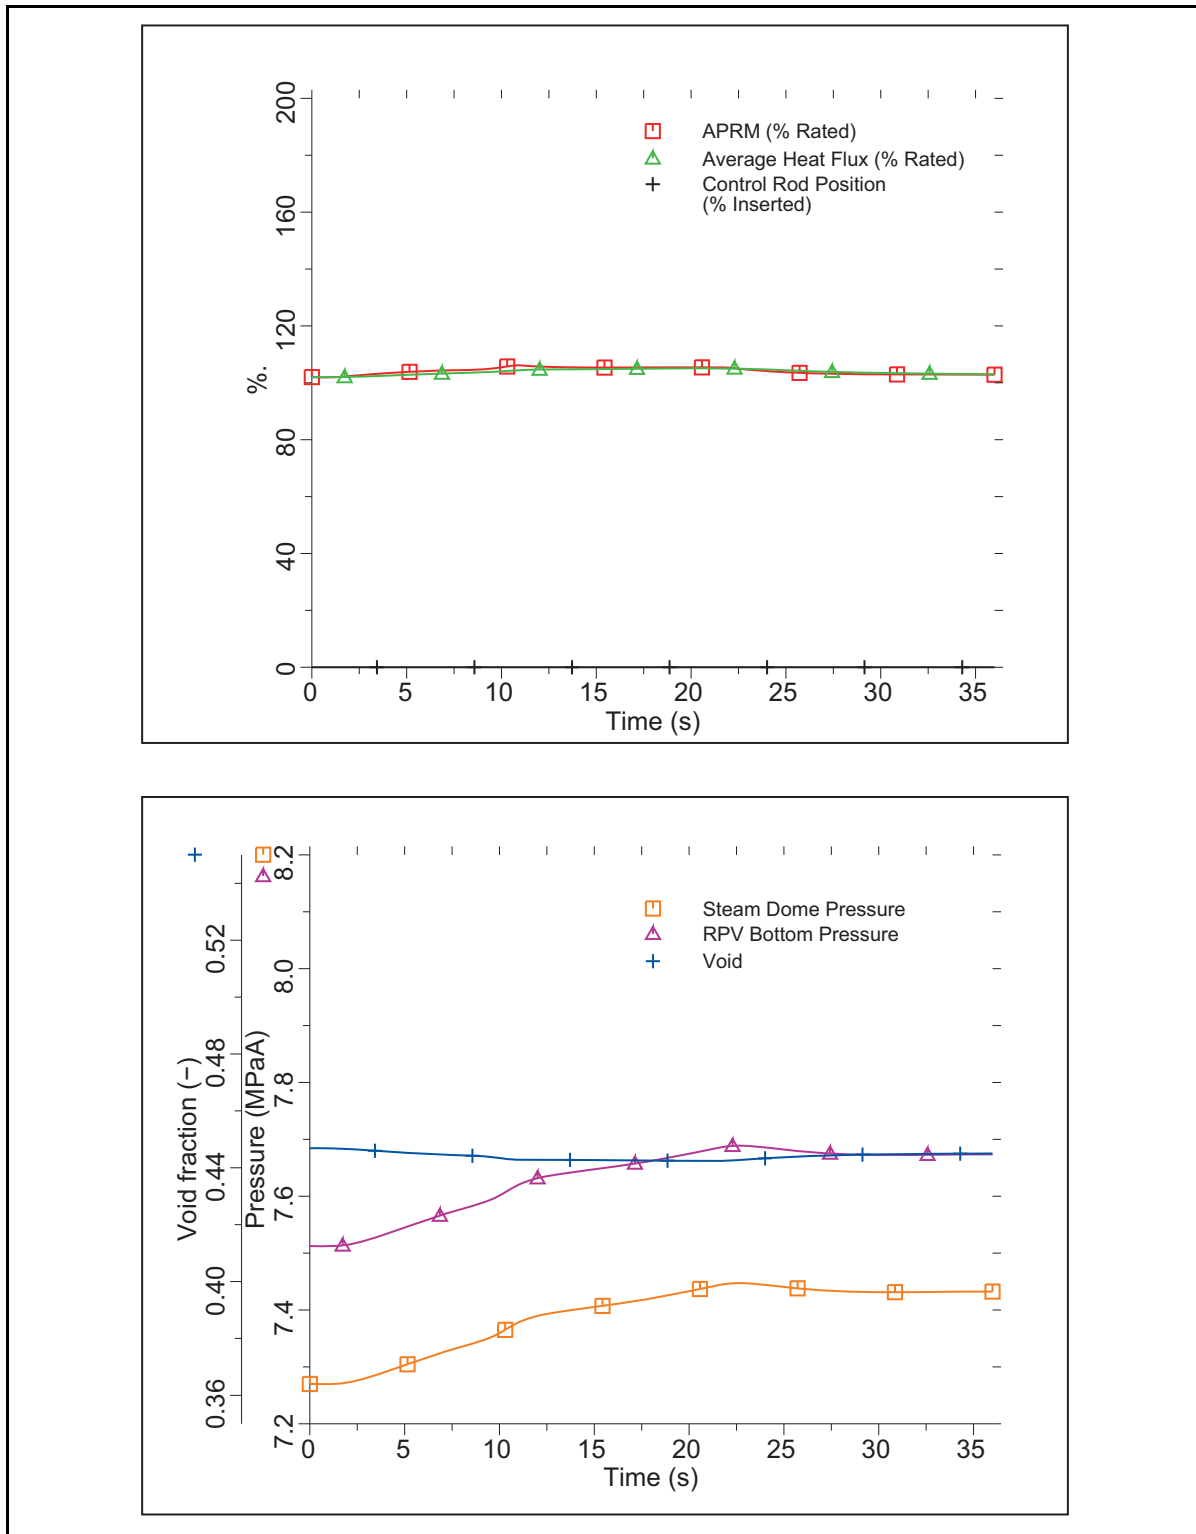 200
160
120
80
40
0
%.
APRM (% Rated)
Average Heat Flux (% Rated)
Control Rod Position
(% Inserted)
0 5 10 15 20 25 30 35
Time (s)
Void fraction (−)
0.52
0.48
0.44
0.40
0.36
Pressure (MPaA)
8.2
8.0
7.8
7.6
7.4
7.2
Steam Dome Pressure
RPV Bottom Pressure
Void
0 5 10 15 20 25 30 35
Time (s)